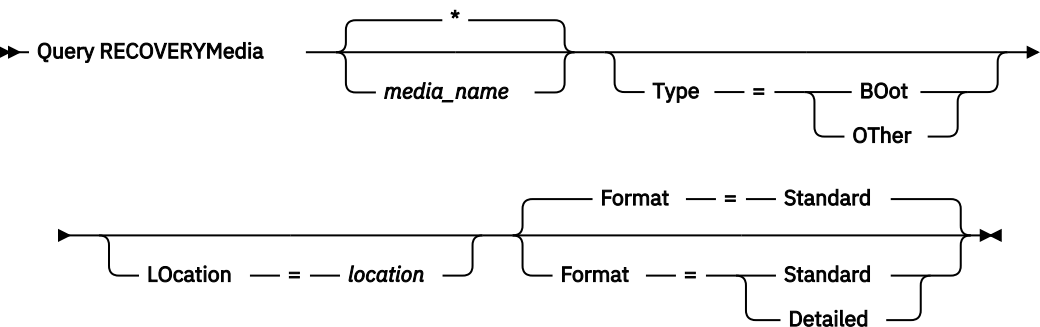 *
Query RECOVERYMedia
media_name
Type = BOot
OTher
Format = Standard
LOcation = location
Format = Standard
Detailed